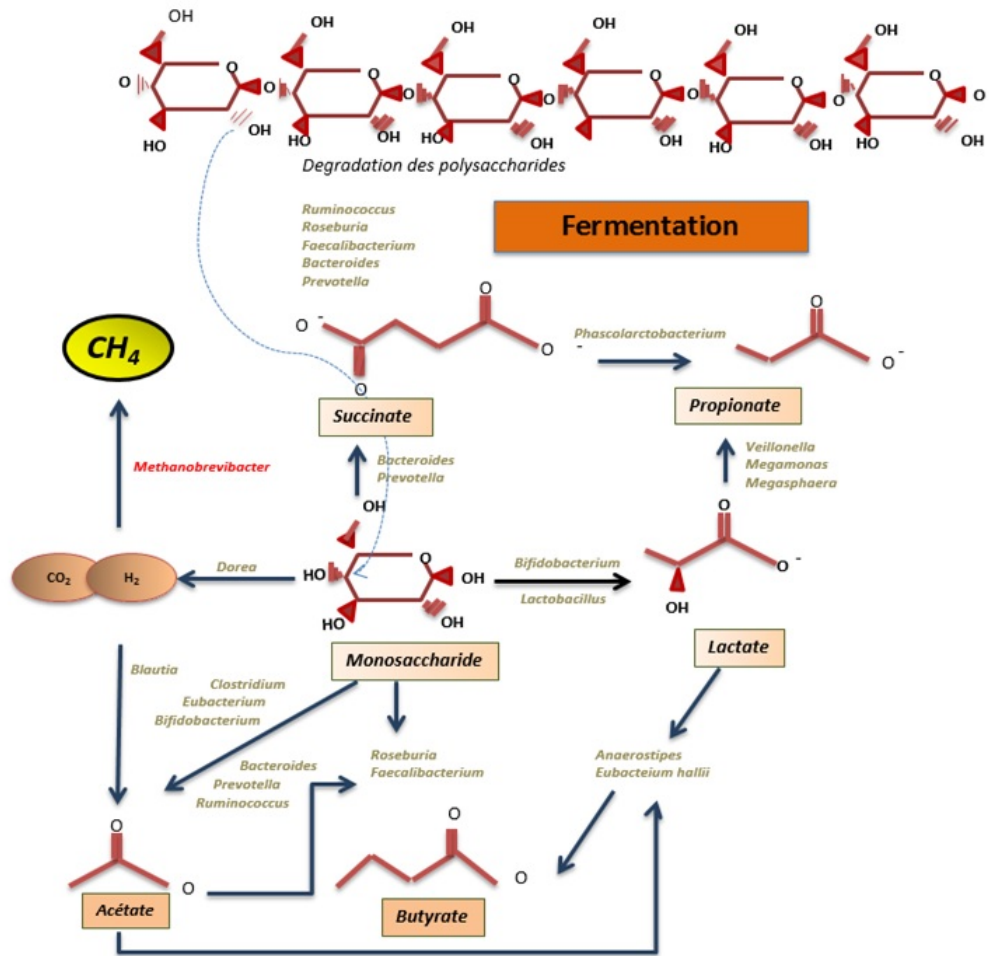 OH
OH
OH
OH
OH
OH
O
O
O
O
O
O
O
O
O
O
O
O
O
HO
OH
HO
OH
HO
OH
OH
HO
OH
HO
OH
Degradation des polysaccharides
Ruminococcus
Roseburia
Faecalibacterium
Bacteroides
Prevotella
Fermentation
O
O -
O -
O
Phascolarctobacterium
O
O -
CH4
Succinate
Propionate
Methanobrevibacter
Bacteroides
Prevotella
Veillonella
Megamonas
Megasphaera
OH
O
HO
OH
HO
OH
CO2
H2
Dorea
Bifidobacterium
Lactobacillus
O
O -
OH
Monosaccharide
Lactate
Blautia
Clostridium
Eubacterium
Bifidobacterium
Bacteroides
Prevotella
Ruminococcus
Roseburia
Faecalibacterium
Anaerostipes
Eubacteium hallii
O
O
O
O
Acétate
Butyrate